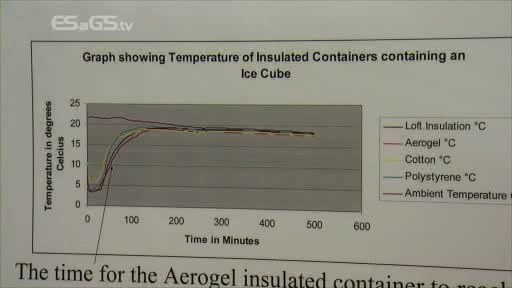 ESaGS.tv
Graph showing Temperature of Insulated Containers containing an
Ice Cube
Temperature in degrees
Celcius
25
20
15
10
5
0
0 100 200 300 400 500 600
Time in Minutes
Loft Insulation °C
Aerogel °C
Cotton °C
Polystyrene °C
Ambient Temperature
The time for the Aerogel insulated container to reach